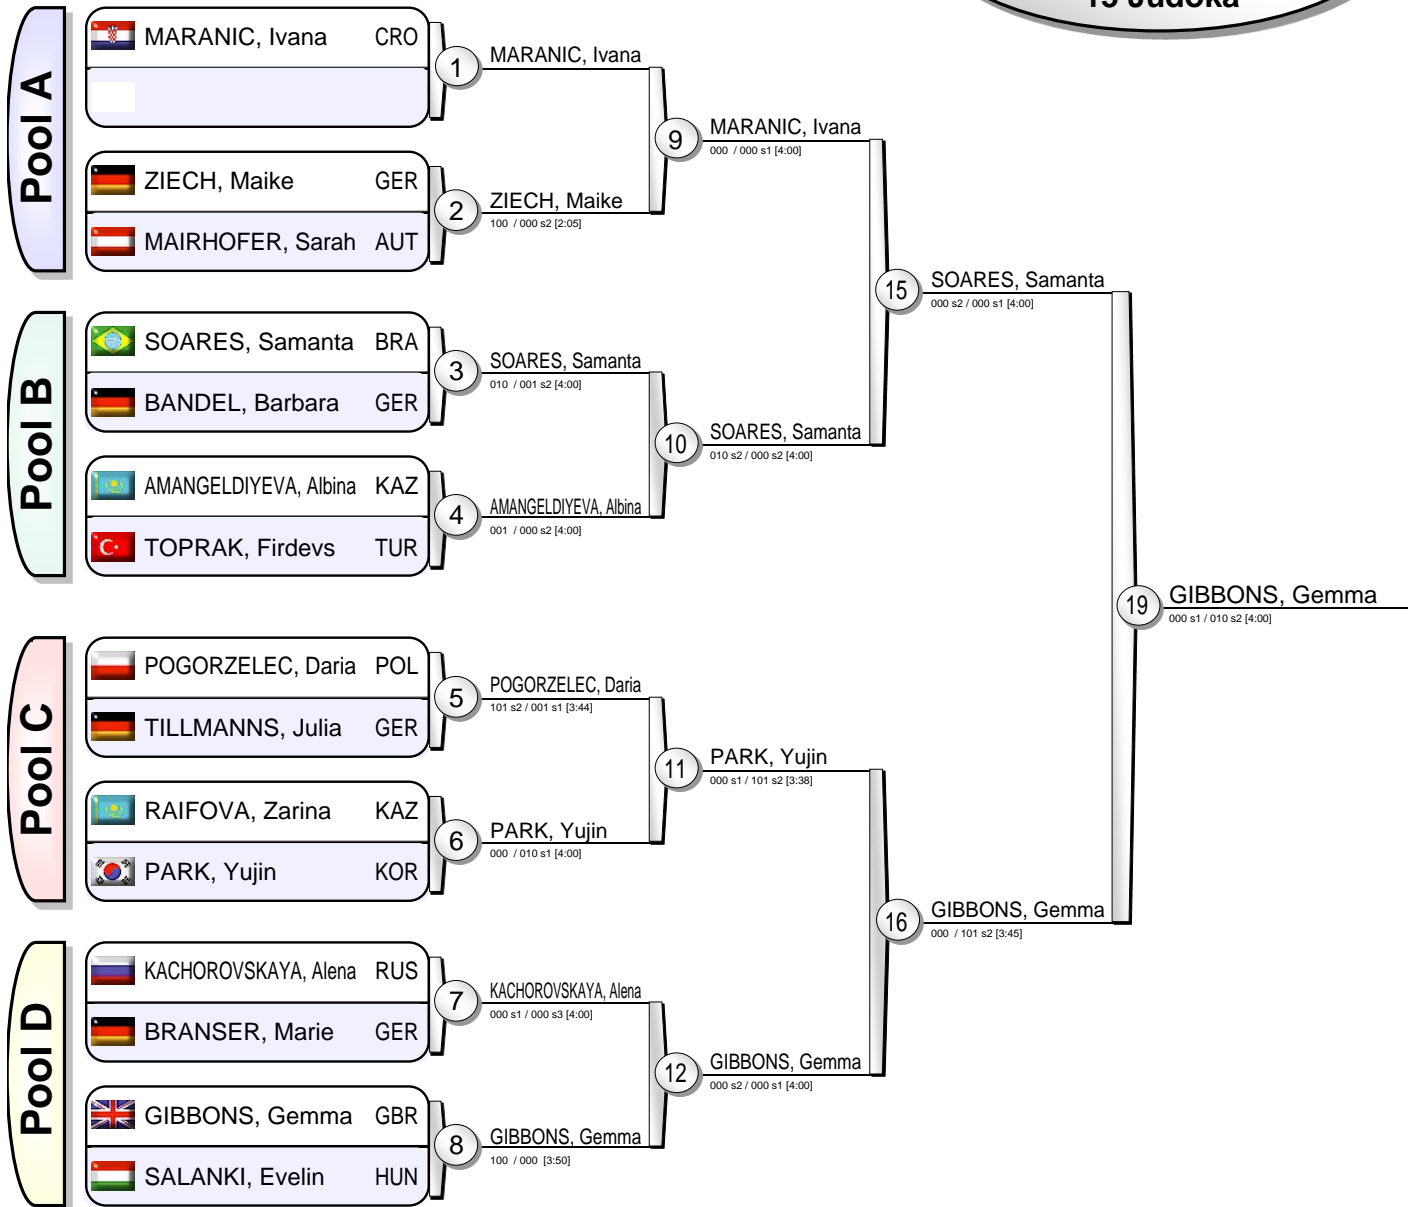 15 Judoka
Pool A
MARANIC, Ivana CRO
ZIECH, Maike GER
MAIRHOFER, Sarah AUT
Pool B
SOARES, Samanta BRA
BANDEL, Barbara GER
AMANGELDIYEVA, Albina KAZ
TOPRAK, Firdevs TUR
Pool C
POGORZELEC, Daria POL
TILLMANNS, Julia GER
RAIFOVA, Zarina KAZ
PARK, Yujin KOR
Pool D
KACHOROVSKAYA, Alena RUS
BRANSER, Marie GER
GIBBONS, Gemma GBR
SALANKI, Evelin HUN
1
MARANIC, Ivana
2
ZIECH, Maike
100 / 000 s2 [2:05]
3
SOARES, Samanta
010 / 001 s2 [4:00]
4
AMANGELDIYEVA, Albina
001 / 000 s2 [4:00]
5
POGORZELEC, Daria
101 s2 / 001 s1 [3:44]
6
PARK, Yujin
000 / 010 s1 [4:00]
7
KACHOROVSKAYA, Alena
000 s1 / 000 s3 [4:00]
8
GIBBONS, Gemma
100 / 000 [3:50]
9
MARANIC, Ivana
000 / 000 s1 [4:00]
10
SOARES, Samanta
010 s2 / 000 s2 [4:00]
11
PARK, Yujin
000 s1 / 101 s2 [3:38]
12
GIBBONS, Gemma
000 s2 / 000 s1 [4:00]
15
SOARES, Samanta
000 s2 / 000 s1 [4:00]
16
GIBBONS, Gemma
000 / 101 s2 [3:45]
19
GIBBONS, Gemma
000 s1 / 010 s2 [4:00]